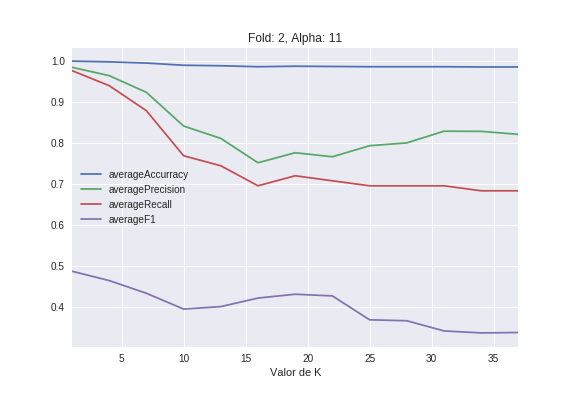 Fold: 2, Alpha: 11
1.0
0.9
0.8
0.7
0.6
0.5
0.4
averageAccurracy
averagePrecision
averageRecall
averageF1
5 10 15 20 25 30 35
Valor de K